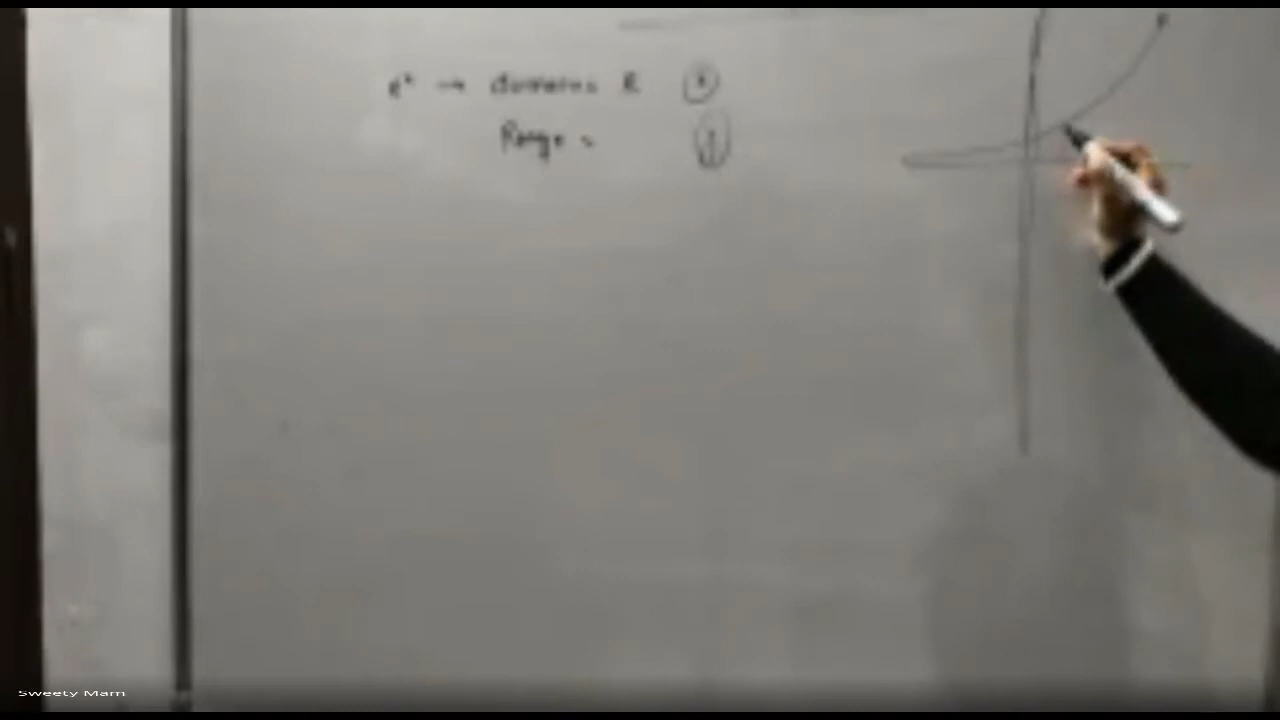 eˣ → domain = R (x)
Range = (y)
Sweety Mam